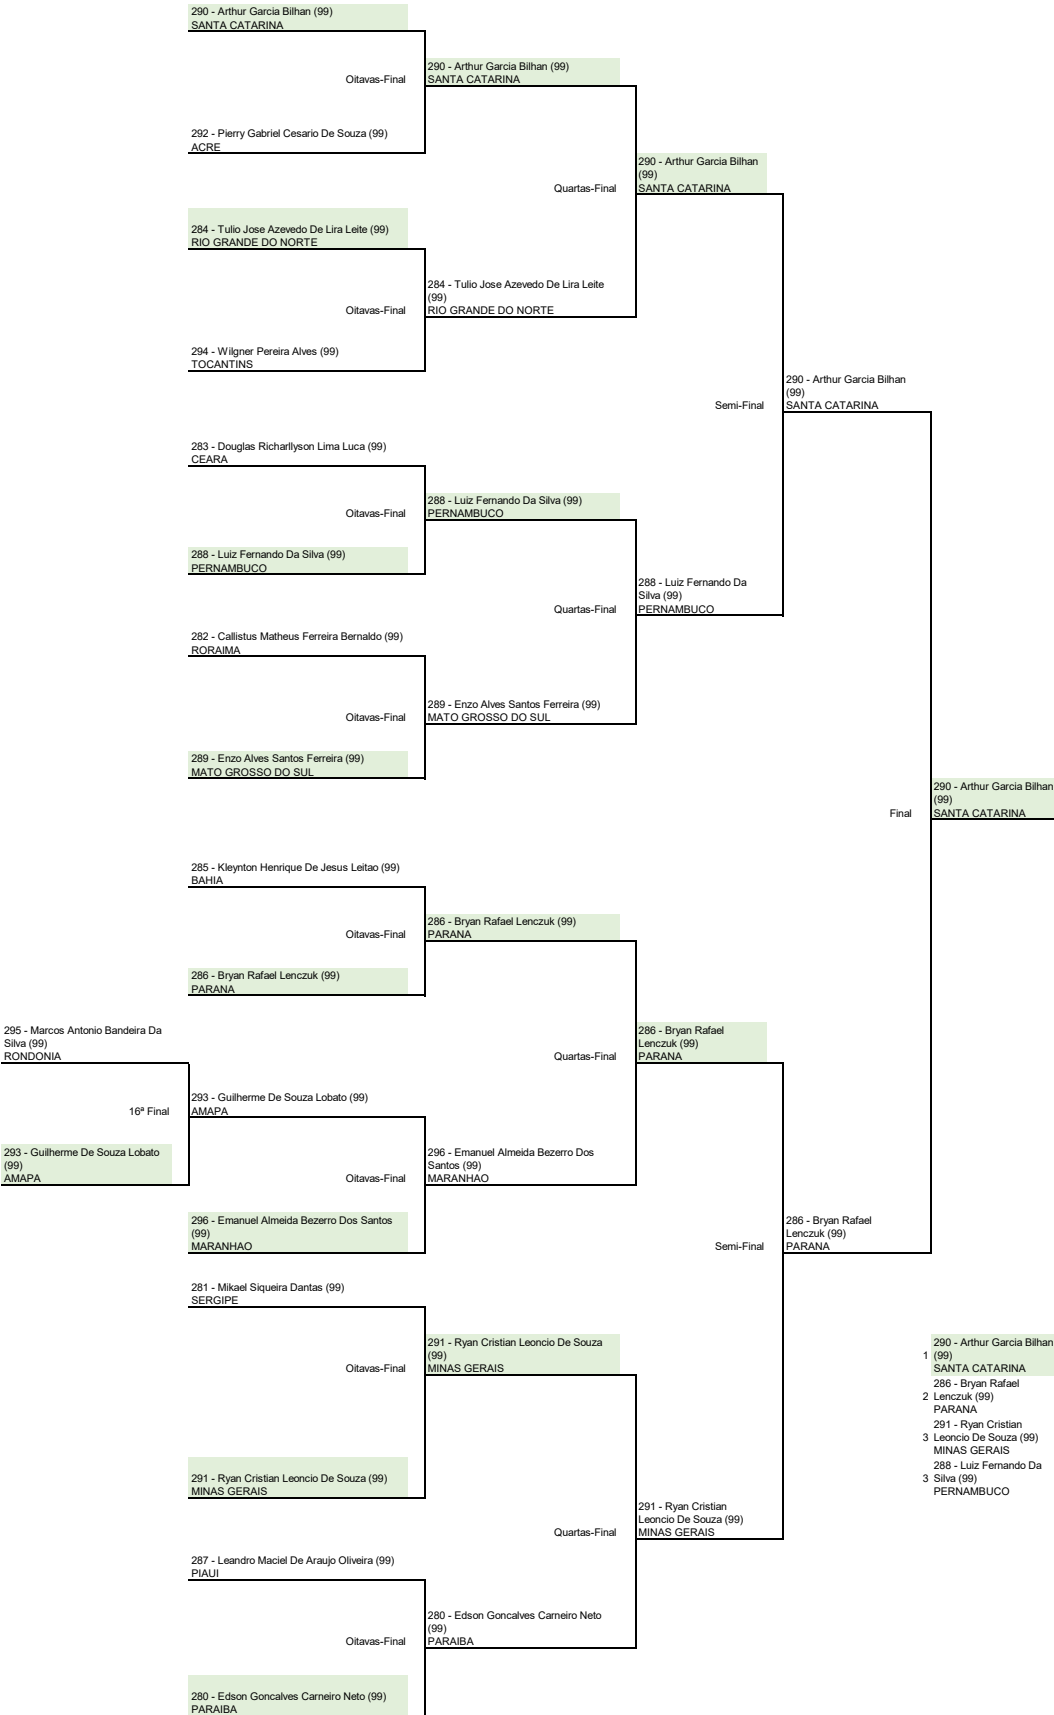 290 - Arthur Garcia Bilhan (99)
SANTA CATARINA
290 - Arthur Garcia Bilhan (99)
Oitavas-Final
SANTA CATARINA
292 - Pierry Gabriel Cesario De Souza (99)
ACRE
290 - Arthur Garcia Bilhan
(99)
Quartas-Final
SANTA CATARINA
284 - Tulio Jose Azevedo De Lira Leite (99)
RIO GRANDE DO NORTE
284 - Tulio Jose Azevedo De Lira Leite
(99)
Oitavas-Final
RIO GRANDE DO NORTE
294 - Wilgner Pereira Alves (99)
TOCANTINS
290 - Arthur Garcia Bilhan
(99)
Semi-Final
SANTA CATARINA
283 - Douglas Richarllyson Lima Luca (99)
CEARA
288 - Luiz Fernando Da Silva (99)
Oitavas-Final
PERNAMBUCO
288 - Luiz Fernando Da Silva (99)
PERNAMBUCO
288 - Luiz Fernando Da
Silva (99)
Quartas-Final
PERNAMBUCO
282 - Callistus Matheus Ferreira Bernaldo (99)
RORAIMA
289 - Enzo Alves Santos Ferreira (99)
Oitavas-Final
MATO GROSSO DO SUL
289 - Enzo Alves Santos Ferreira (99)
MATO GROSSO DO SUL
290 - Arthur Garcia Bilhan
(99)
Final
SANTA CATARINA
285 - Kleynton Henrique De Jesus Leitao (99)
BAHIA
286 - Bryan Rafael Lenczuk (99)
Oitavas-Final
PARANA
286 - Bryan Rafael Lenczuk (99)
PARANA
295 - Marcos Antonio Bandeira Da
Silva (99)
RONDONIA
286 - Bryan Rafael
Lenczuk (99)
Quartas-Final
PARANA
293 - Guilherme De Souza Lobato (99)
16ª Final
AMAPA
293 - Guilherme De Souza Lobato
(99)
AMAPA
296 - Emanuel Almeida Bezerro Dos
Santos (99)
Oitavas-Final
MARANHAO
296 - Emanuel Almeida Bezerro Dos Santos
(99)
MARANHAO
286 - Bryan Rafael
Lenczuk (99)
Semi-Final
PARANA
281 - Mikael Siqueira Dantas (99)
SERGIPE
291 - Ryan Cristian Leoncio De Souza
(99)
Oitavas-Final
MINAS GERAIS
290 - Arthur Garcia Bilhan
1 (99)
SANTA CATARINA
286 - Bryan Rafael
2 Lenczuk (99)
PARANA
291 - Ryan Cristian
3 Leoncio De Souza (99)
MINAS GERAIS
288 - Luiz Fernando Da
3 Silva (99)
PERNAMBUCO
291 - Ryan Cristian Leoncio De Souza (99)
MINAS GERAIS
291 - Ryan Cristian
Leoncio De Souza (99)
Quartas-Final
MINAS GERAIS
287 - Leandro Maciel De Araujo Oliveira (99)
PIAUI
280 - Edson Goncalves Carneiro Neto
(99)
Oitavas-Final
PARAIBA
280 - Edson Goncalves Carneiro Neto (99)
PARAIBA